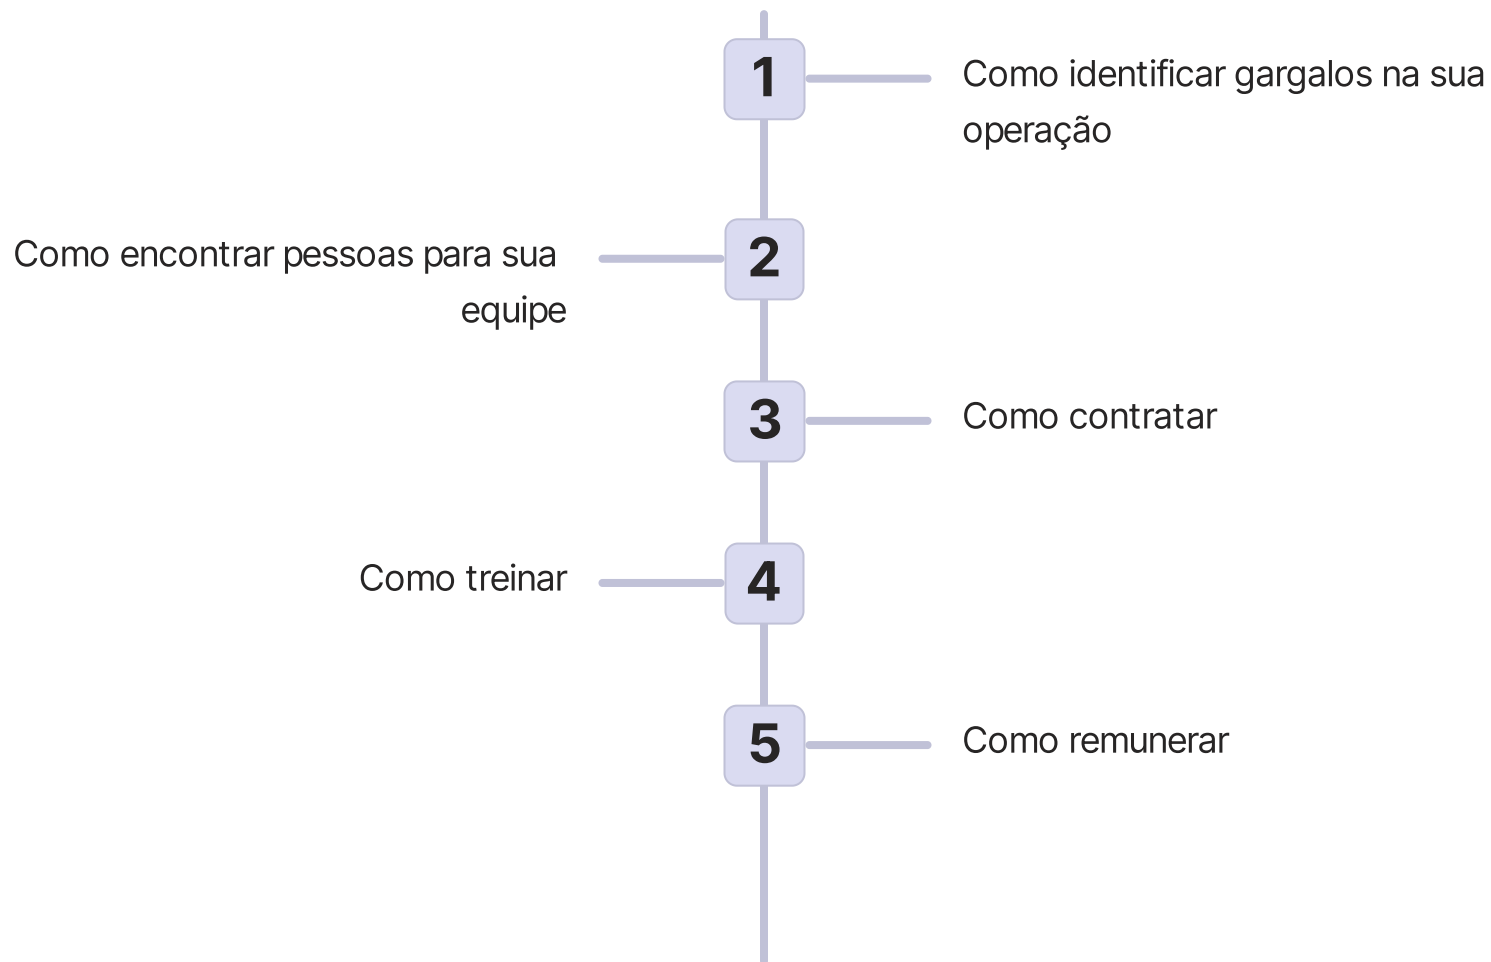 1
Como identificar gargalos na sua
operação
2
Como encontrar pessoas para sua
equipe
3
Como contratar
4
Como treinar
5
Como remunerar